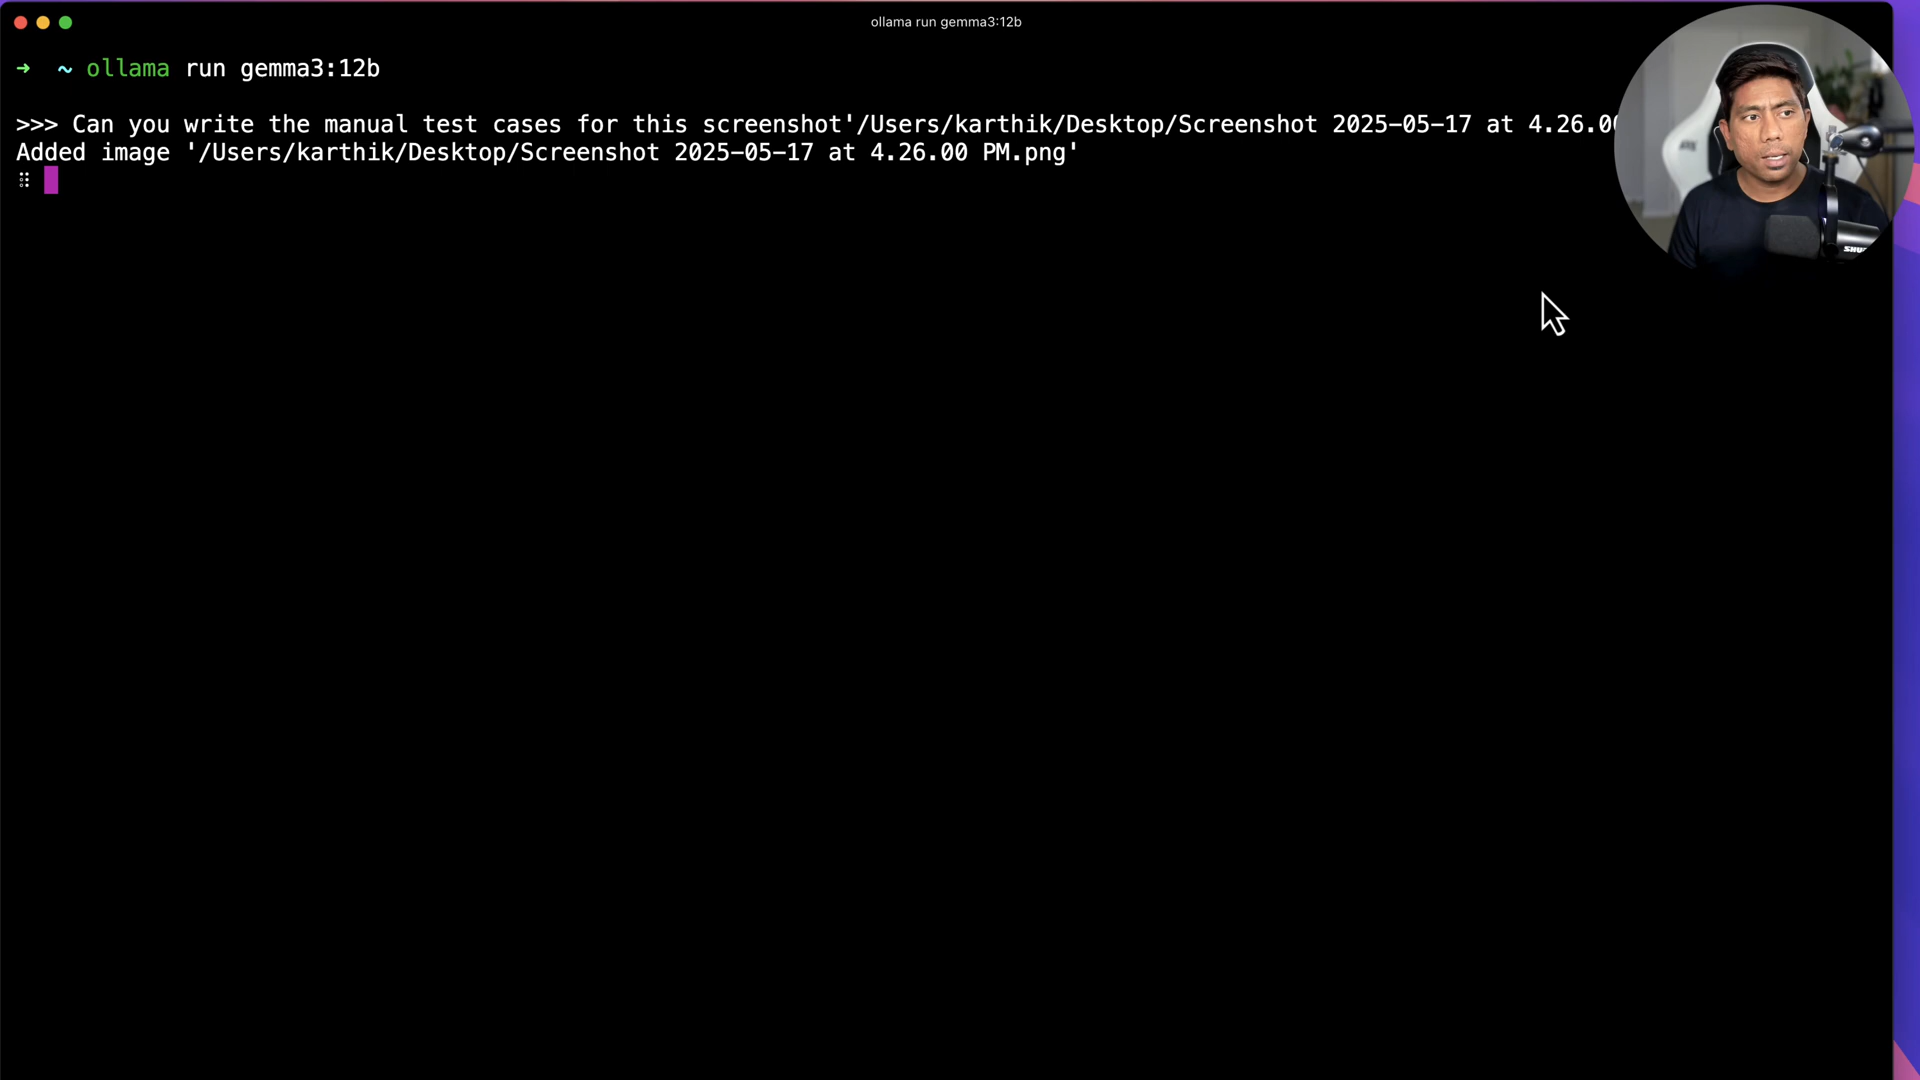 ollama run gemma3:12b
→ ~ ollama run gemma3:12b
>>> Can you write the manual test cases for this screenshot'/Users/karthik/Desktop/Screenshot 2025-05-17 at 4.26.00
Added image '/Users/karthik/Desktop/Screenshot 2025-05-17 at 4.26.00 PM.png'